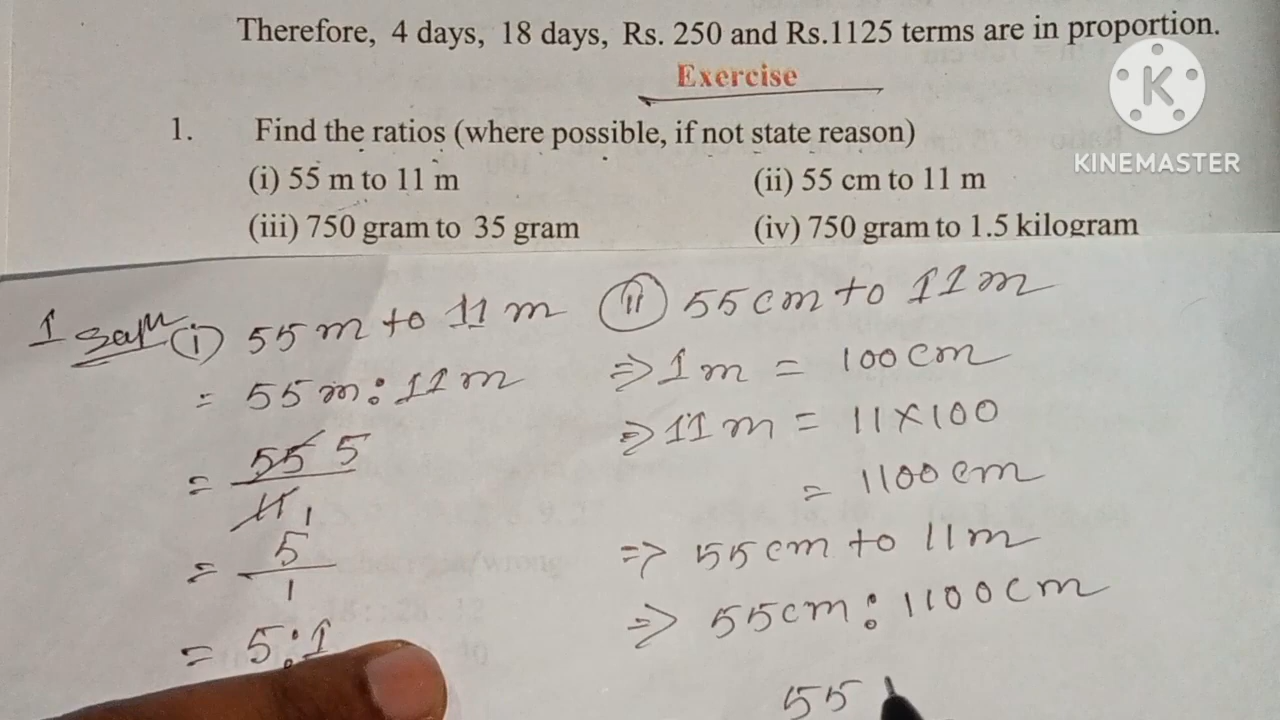 Therefore, 4 days, 18 days, Rs. 250 and Rs.1125 terms are in proportion.
Exercise
K
KINEMASTER
1. Find the ratios (where possible, if not state reason)
(i) 55 m to 11 m (ii) 55 cm to 11 m
(iii) 750 gram to 35 gram (iv) 750 gram to 1.5 kilogram
1 (i) 55 m to 11 m
= 55 m : 11 m
= 55 5
11 1
= 5
1
= 5 : 1
(ii) 55 cm to 11 m
⇒ 1 m = 100 cm
⇒ 11 m = 11 × 100
= 1100 cm
⇒ 55 cm to 11 m
⇒ 55 cm : 1100 cm
55